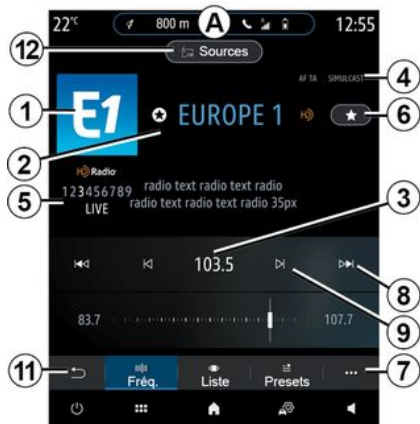 22°C 800 m A 12:55
12 Sources
AF TA SIMULCAST 4
1 E1 EUROPE 1 HD 6
2
HD Radio
5 123456789 radio text radio text radio
LIVE radio text radio text radio 35px
3
103.5
8
83.7 107.7
9
11 Fréq. Liste Presets ... 7